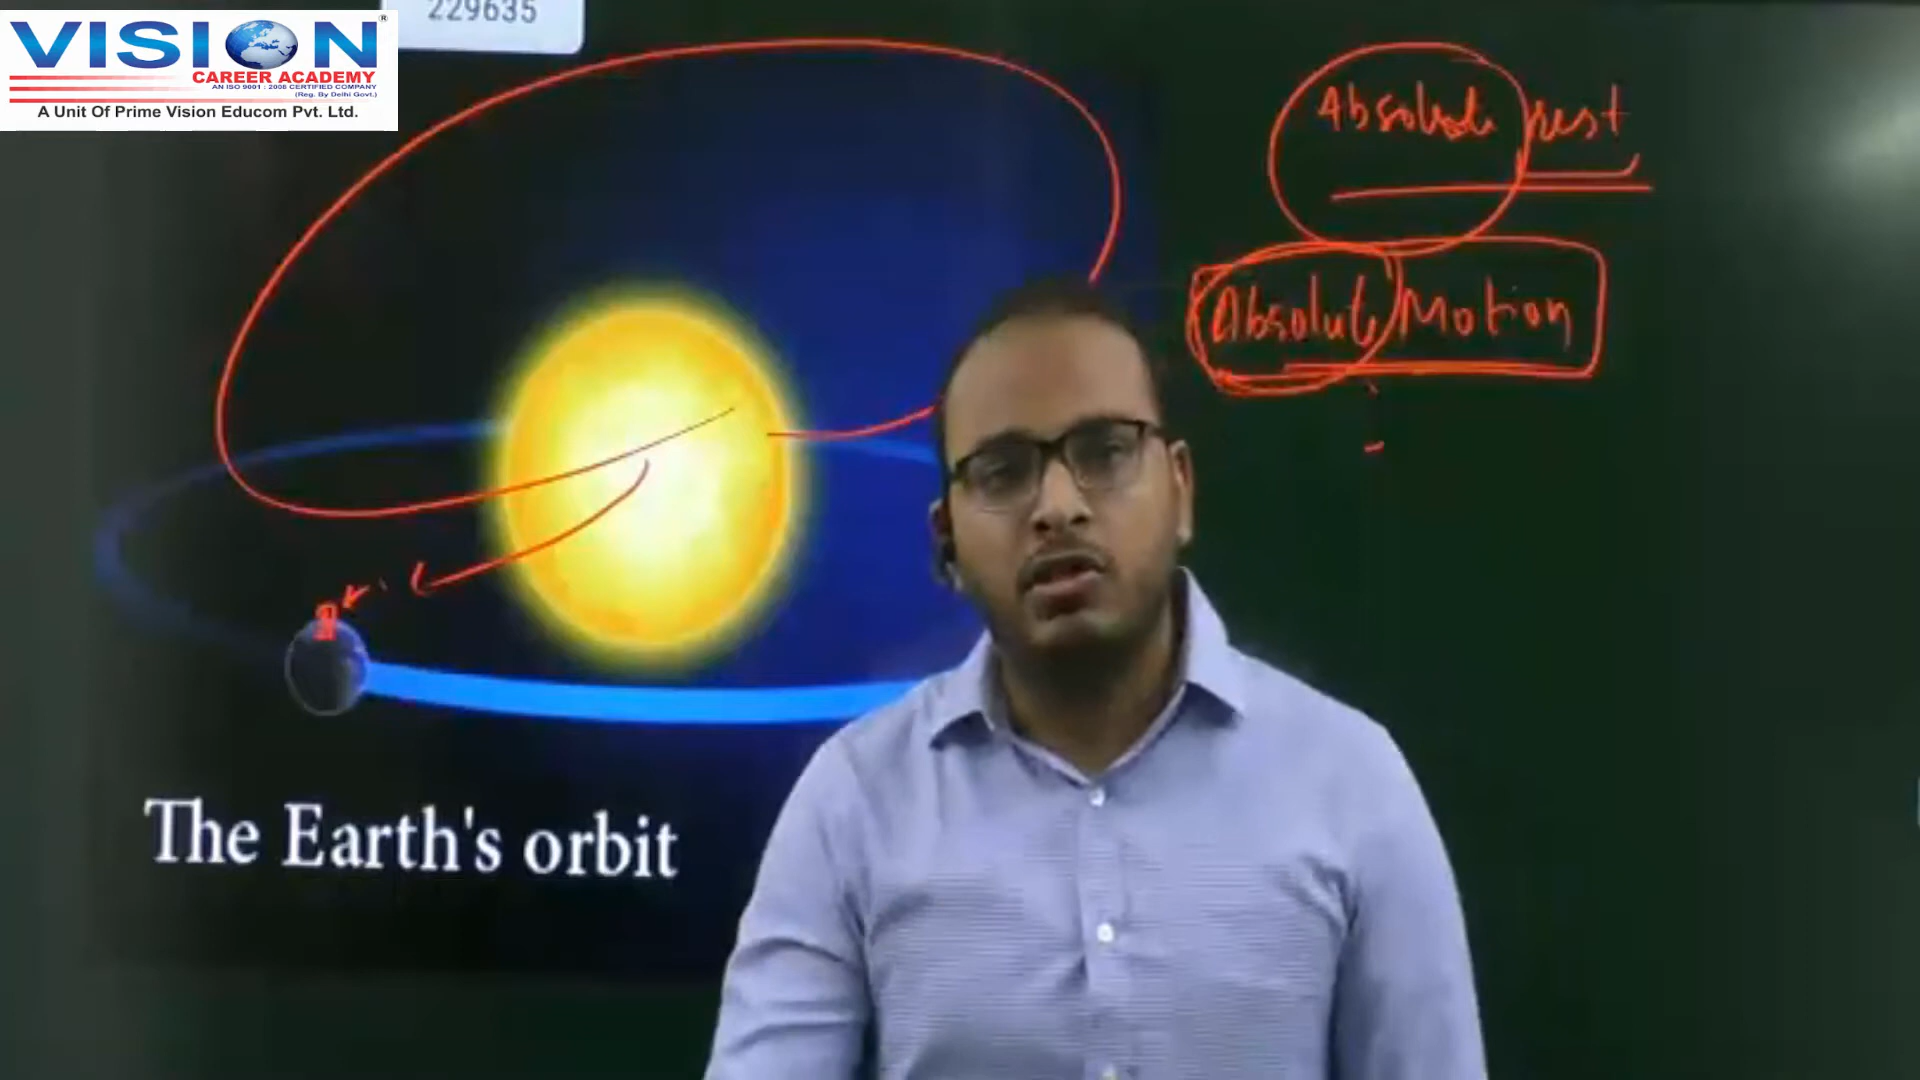 229635
VISION®
CAREER ACADEMY
AN ISO 9001 : 2008 CERTIFIED COMPANY
(Reg. By Delhi Govt.)
A Unit Of Prime Vision Educom Pvt. Ltd.
Absolute rest
Absolute Motion
The Earth's orbit